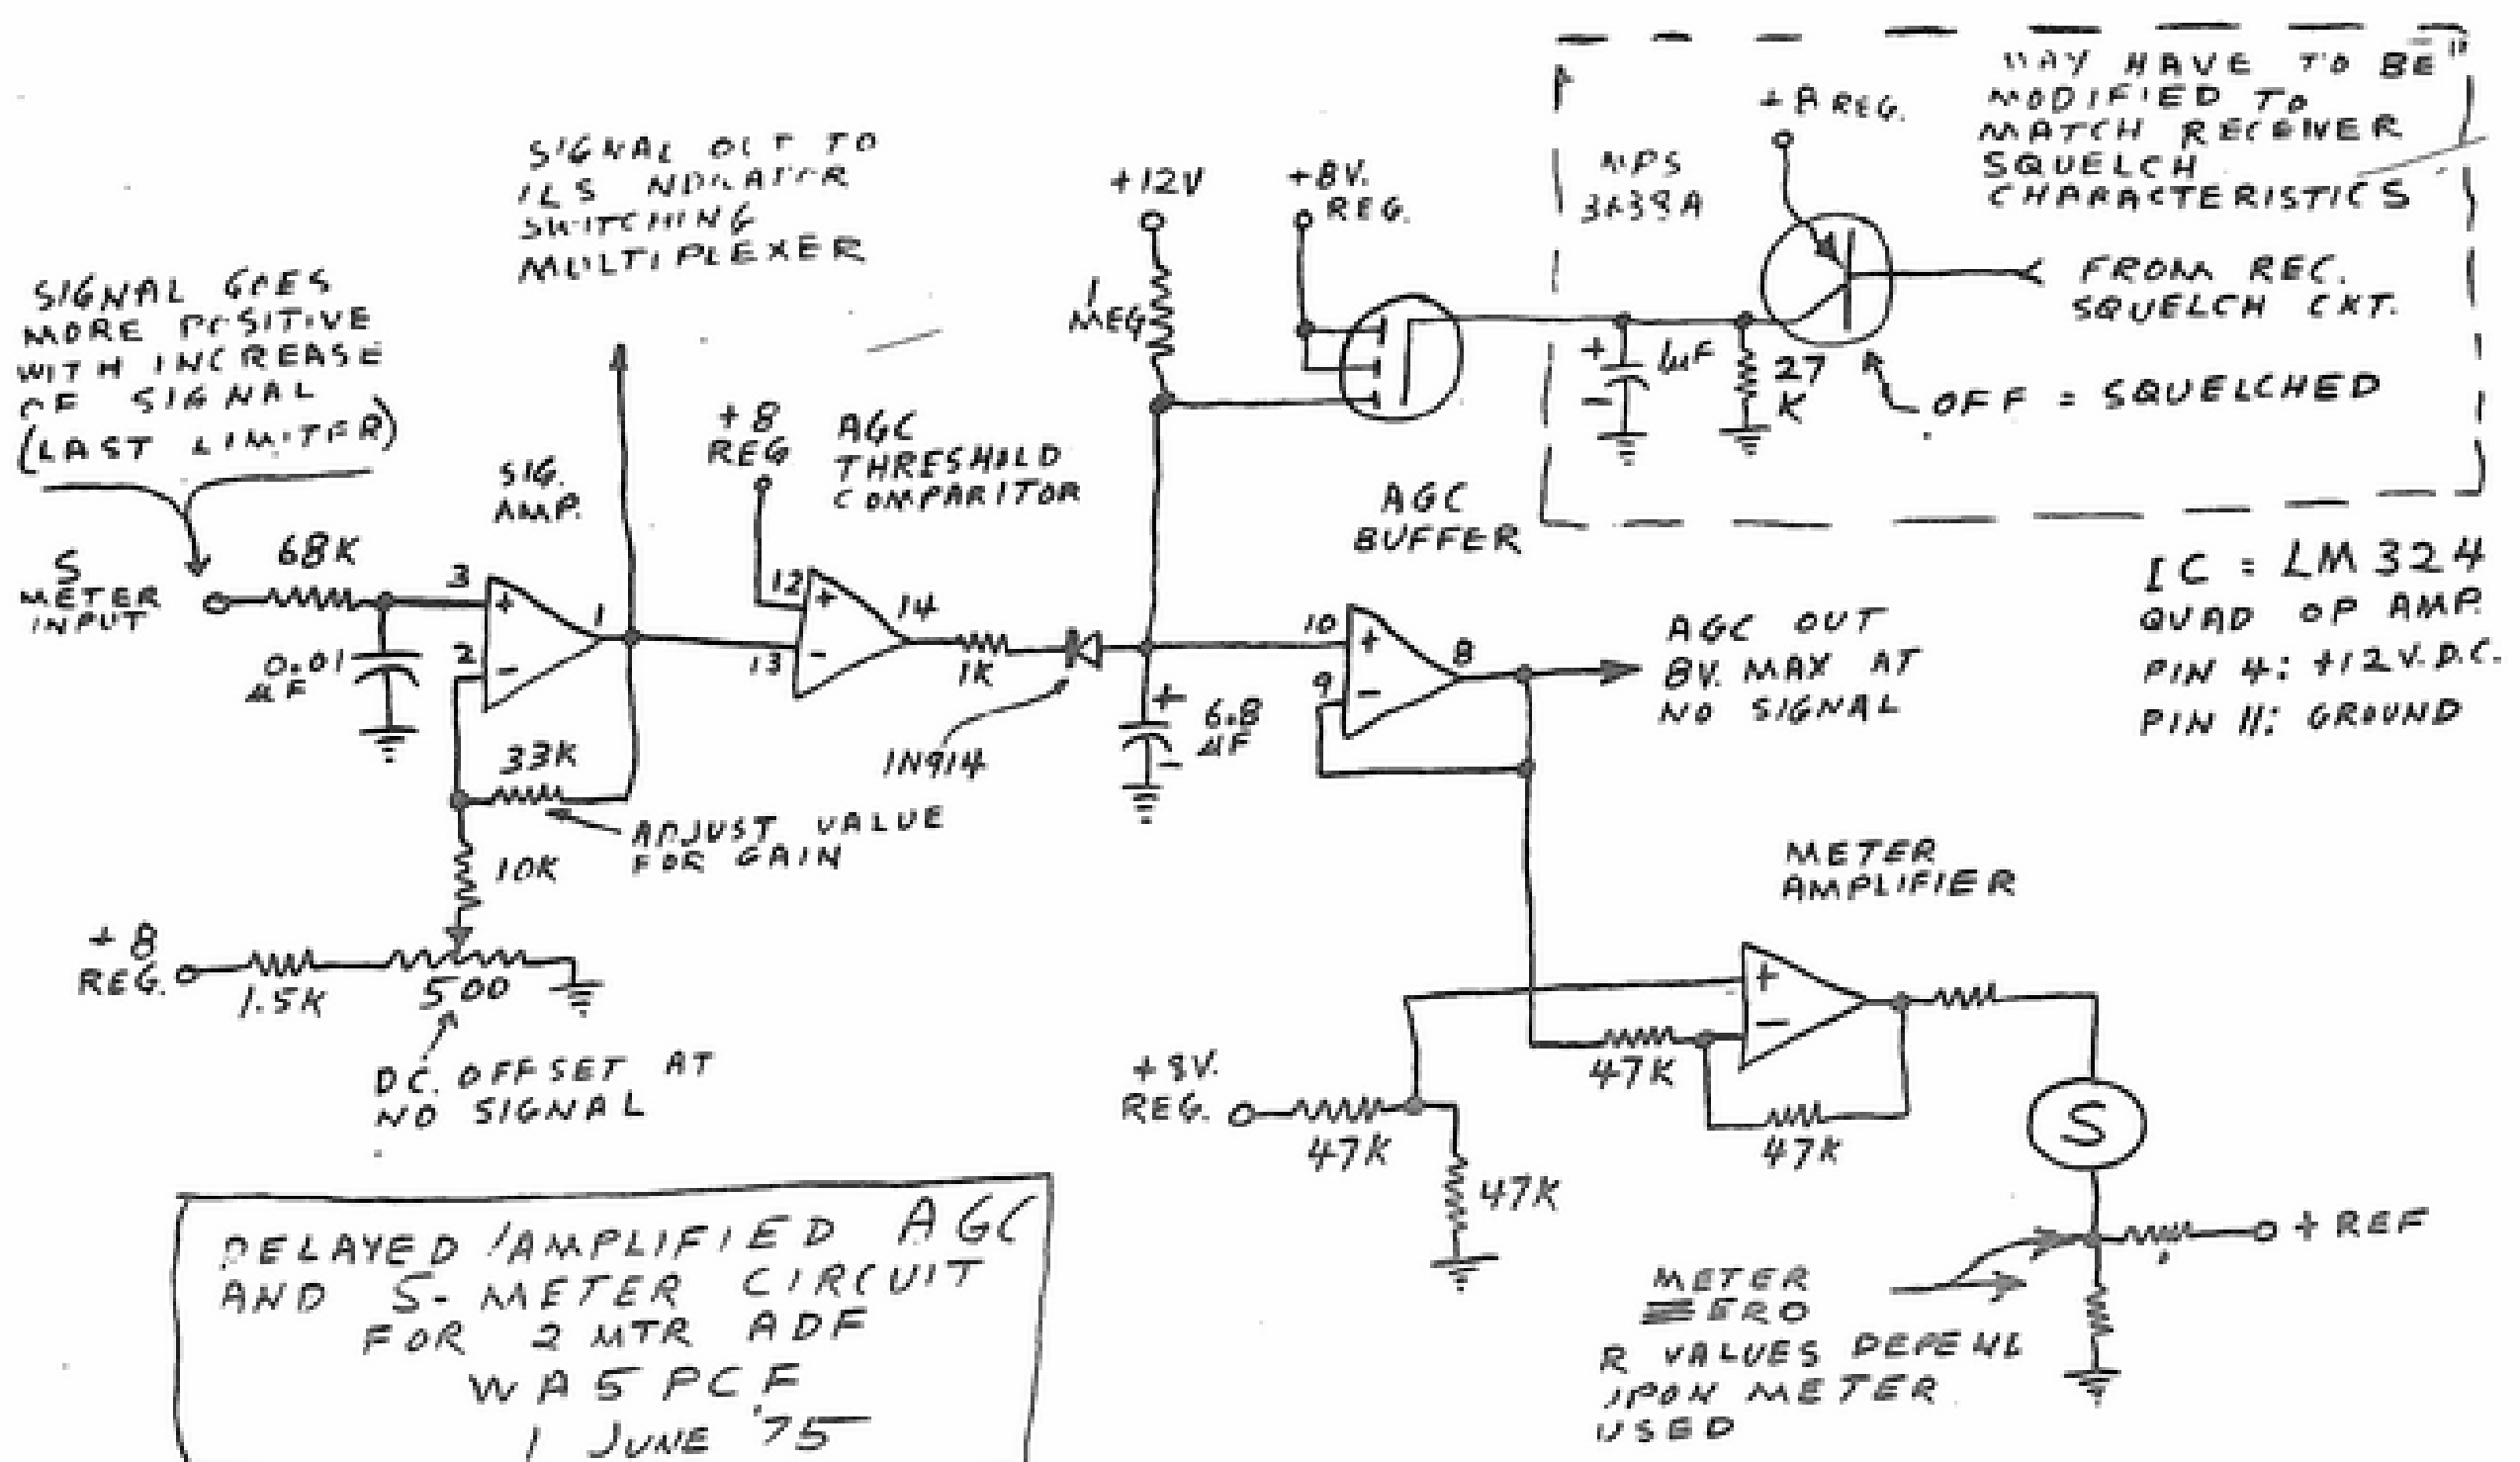 SIGNAL GOES
MORE POSITIVE
WITH INCREASE
OF SIGNAL
(LAST LIMITER)
SIGNAL OUT TO
SWITCHING
MULTIPLEXER
S
METER
INPUT
68K
0.01
µF
SIG.
AMP.
3
2
1
+
-
33K
ADJUST VALUE
FOR GAIN
10K
+8
REG.
1.5K
500
D.C. OFFSET AT
NO SIGNAL
+8
REG
AGC
THRESHOLD
COMPARITOR
12
13
14
+
-
1K
1N914
+12V
1
MEG
+8V.
REG.
+
6.8
µF
-
AGC
BUFFER
10
9
8
+
-
AGC OUT
8V. MAX AT
NO SIGNAL
MPS
+A REG.
MAY HAVE TO BE
MODIFIED TO
MATCH RECEIVER
SQUELCH
CHARACTERISTICS
FROM REC.
SQUELCH CKT.
OFF = SQUELCHED
+
1µF
-
27
K
IC = LM324
QUAD OP AMP.
PIN 4: +12 V.D.C.
PIN 11: GROUND
METER
AMPLIFIER
+
-
47K
47K
+8V.
REG.
47K
47K
S
+ REF
METER
ZERO
R VALUES DEPEND
UPON METER
USED
DELAYED/AMPLIFIED AGC
AND S-METER CIRCUIT
FOR 2 MTR ADF
WA5PCF
1 JUNE '75